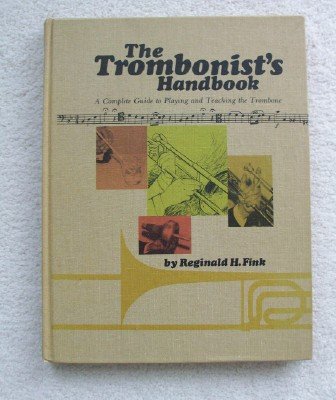 The
Trombonist's
Handbook
A Complete Guide to Playing and Teaching the Trombone
by Reginald H. Fink